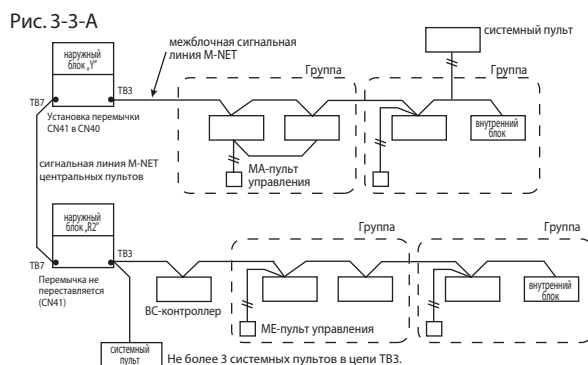 Рис. 3-3-А
наружный
блок „Y"
межблочная сигнальная
линия M-NET
системный пульт
Группа
Группа
TB7
TB3
Установка перемычки
CN41 в CN40
внутренний
блок
МА-пульт
управления
сигнальная линия M-NET
центральных пультов
наружный
блок „R2"
Группа
Группа
TB7
TB3
Перемычка не
переставляется
(CN41)
ВС-контроллер
внутренний
блок
МЕ-пульт управления
системный
пульт
Не более 3 системных пультов в цепи ТВ3.